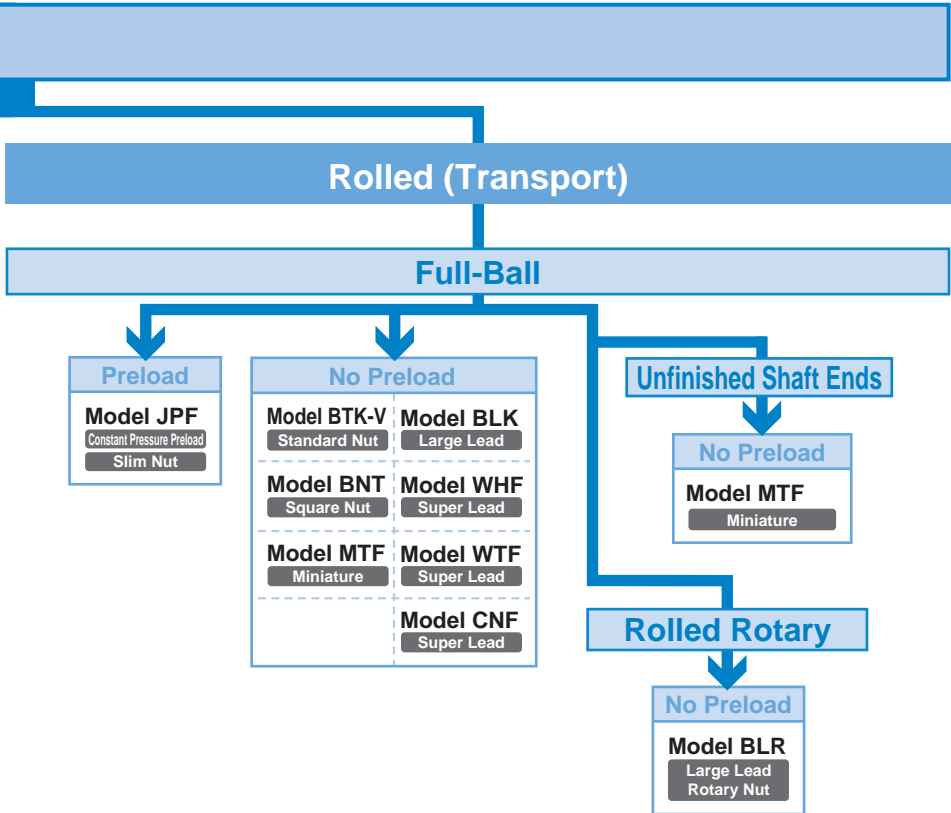 Rolled (Transport)
Full-Ball
Preload
Model JPF
Constant Pressure Preload
Slim Nut
No Preload
Model BTK-V
Standard Nut
Model BLK
Large Lead
Model BNT
Square Nut
Model WHF
Super Lead
Model MTF
Miniature
Model WTF
Super Lead
Model CNF
Super Lead
Unfinished Shaft Ends
No Preload
Model MTF
Miniature
Rolled Rotary
No Preload
Model BLR
Large Lead
Rotary Nut